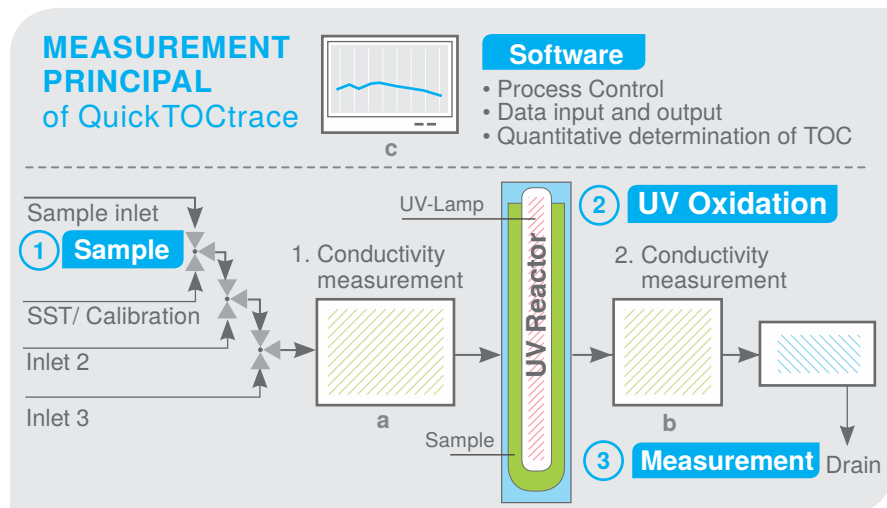 MEASUREMENT
PRINCIPAL
of QuickTOCtrace
c
Software
• Process Control
• Data input and output
• Quantitative determination of TOC
Sample inlet
1 Sample
SST/ Calibration
Inlet 2
Inlet 3
1. Conductivity
measurement
a
UV-Lamp
UV Reactor
Sample
2 UV Oxidation
2. Conductivity
measurement
b
3 Measurement
Drain